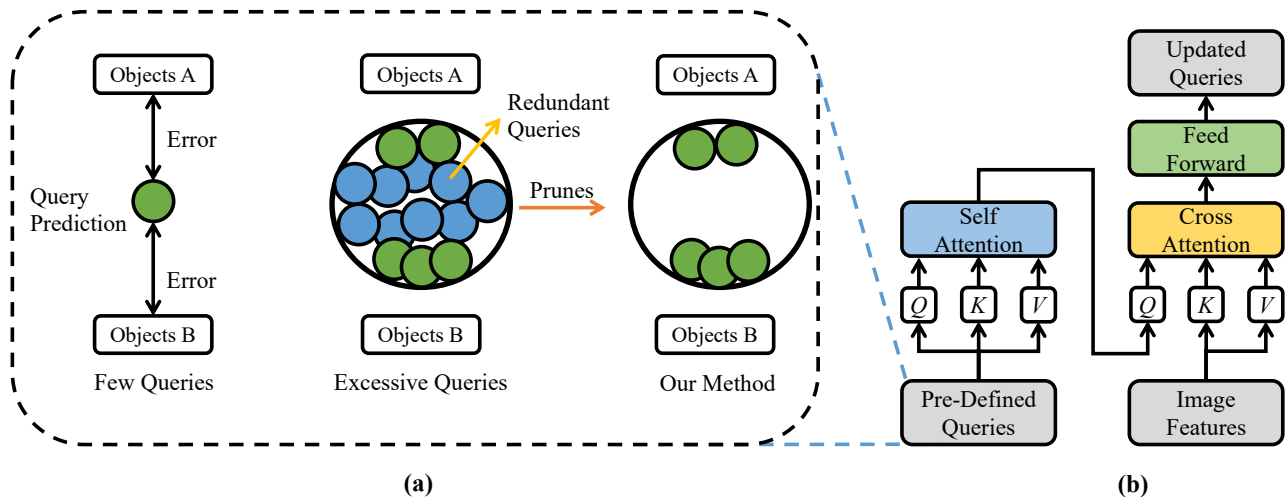 Objects A
Error
Query
Prediction
Error
Objects B
Few Queries
Objects A
Redundant
Queries
Prunes
Objects B
Excessive Queries
Objects A
Objects B
Our Method
(a)
Updated
Queries
Feed
Forward
Self
Attention
Cross
Attention
Q
K
V
Q
K
V
Pre-Defined
Queries
Image
Features
(b)